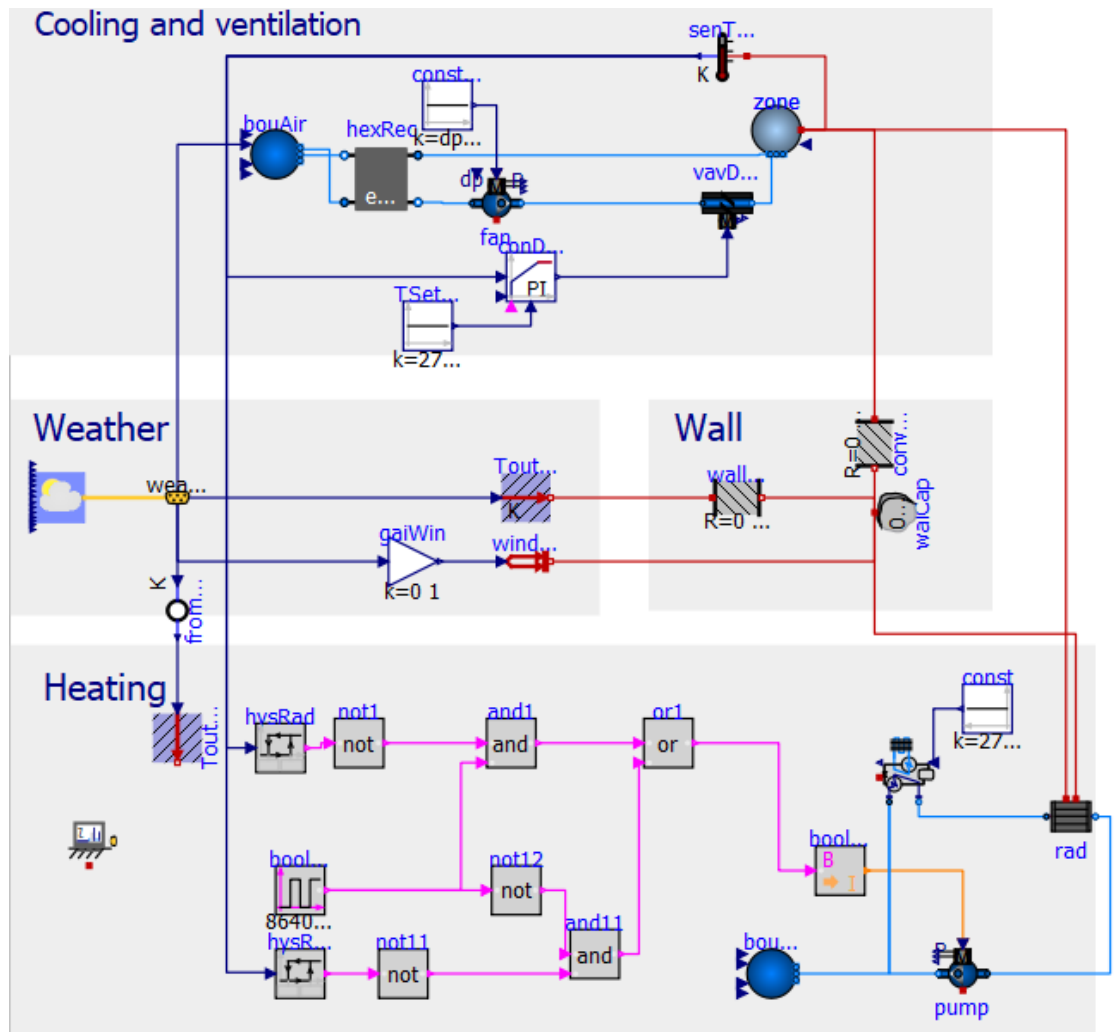 Cooling and ventilation
senT...
K
const...
k=dp...
bouAir
hexRec
e...
zone
dp
M
P
vavD...
M
fan
conD...
PI
TSet...
k=27...
Weather
Wall
wea...
Tout...
K
wall...
R=0 ...
R=0 ...
conv...
0...
walCap
gaiWin
k=0 1
wind...
K
from...
Heating
Tout...
hysRad
not1
not
and1
and
or1
or
const
k=27...
rad
bool...
8640...
not12
not
bool...
B
I
hysR...
not11
not
and11
and
bou...
P
M
pump